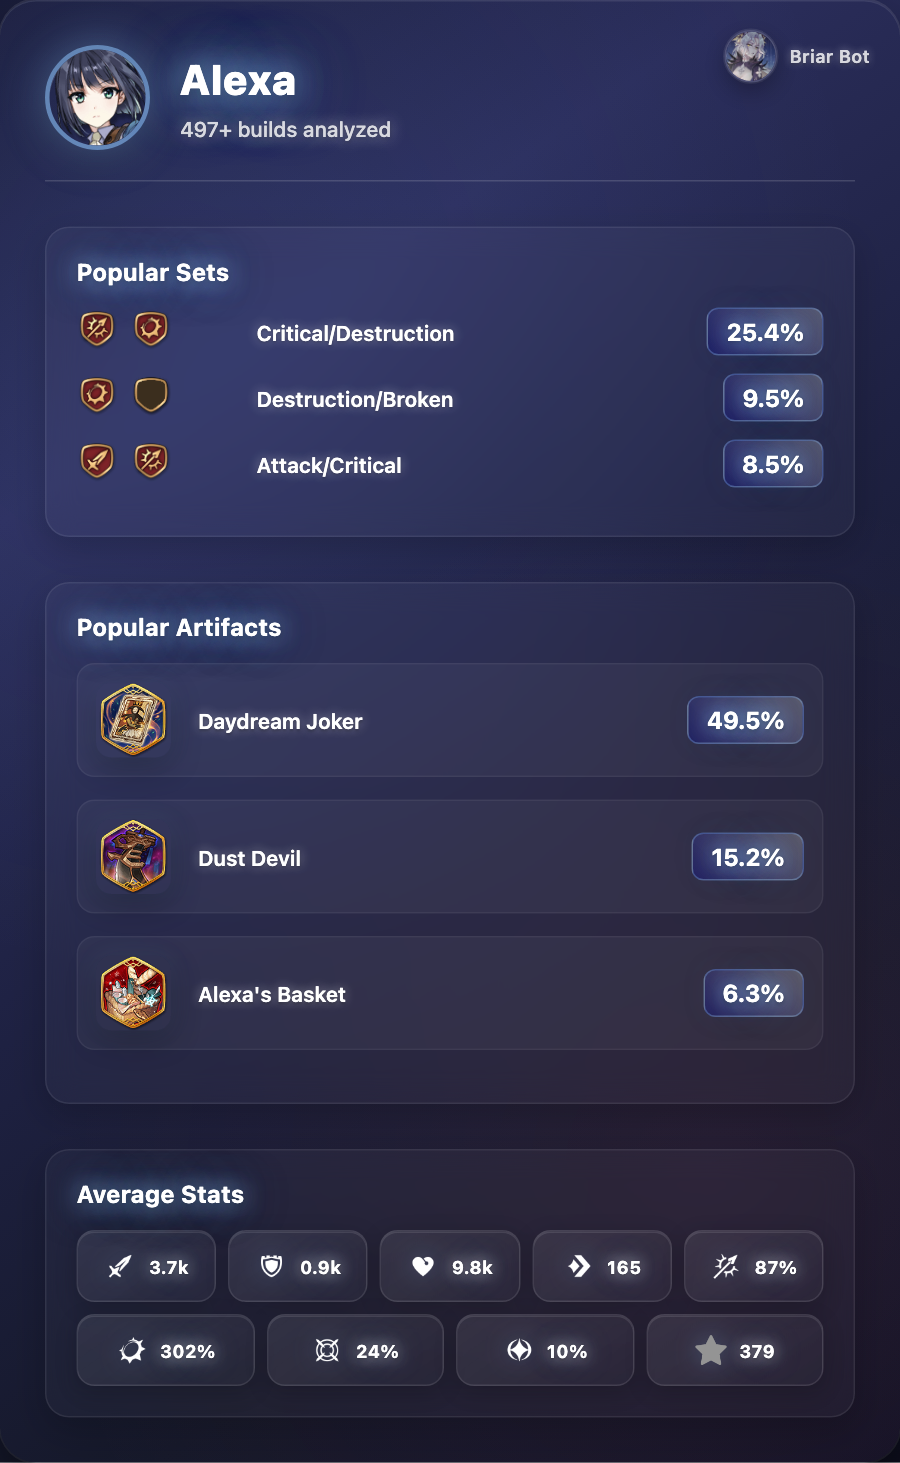 Alexa
497+ builds analyzed
Briar Bot
Popular Sets
Critical/Destruction 25.4%
Destruction/Broken 9.5%
Attack/Critical 8.5%
Popular Artifacts
Daydream Joker 49.5%
Dust Devil 15.2%
Alexa's Basket 6.3%
Average Stats
3.7k 0.9k 9.8k 165 87%
302% 24% 10% 379